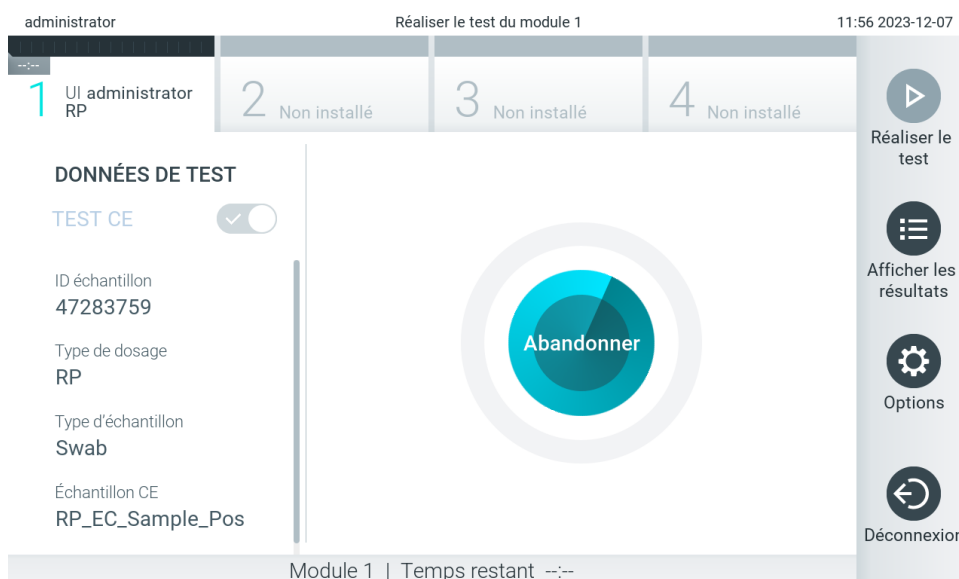 administrator
Réaliser le test du module 1
11:56 2023-12-07
--:--
1
UI administrator
RP
2 Non installé
3 Non installé
4 Non installé
Réaliser le
test
DONNÉES DE TEST
TEST CE
ID échantillon
47283759
Type de dosage
RP
Type d'échantillon
Swab
Échantillon CE
RP_EC_Sample_Pos
Abandonner
Afficher les
résultats
Options
Déconnexion
Module 1 | Temps restant --:--